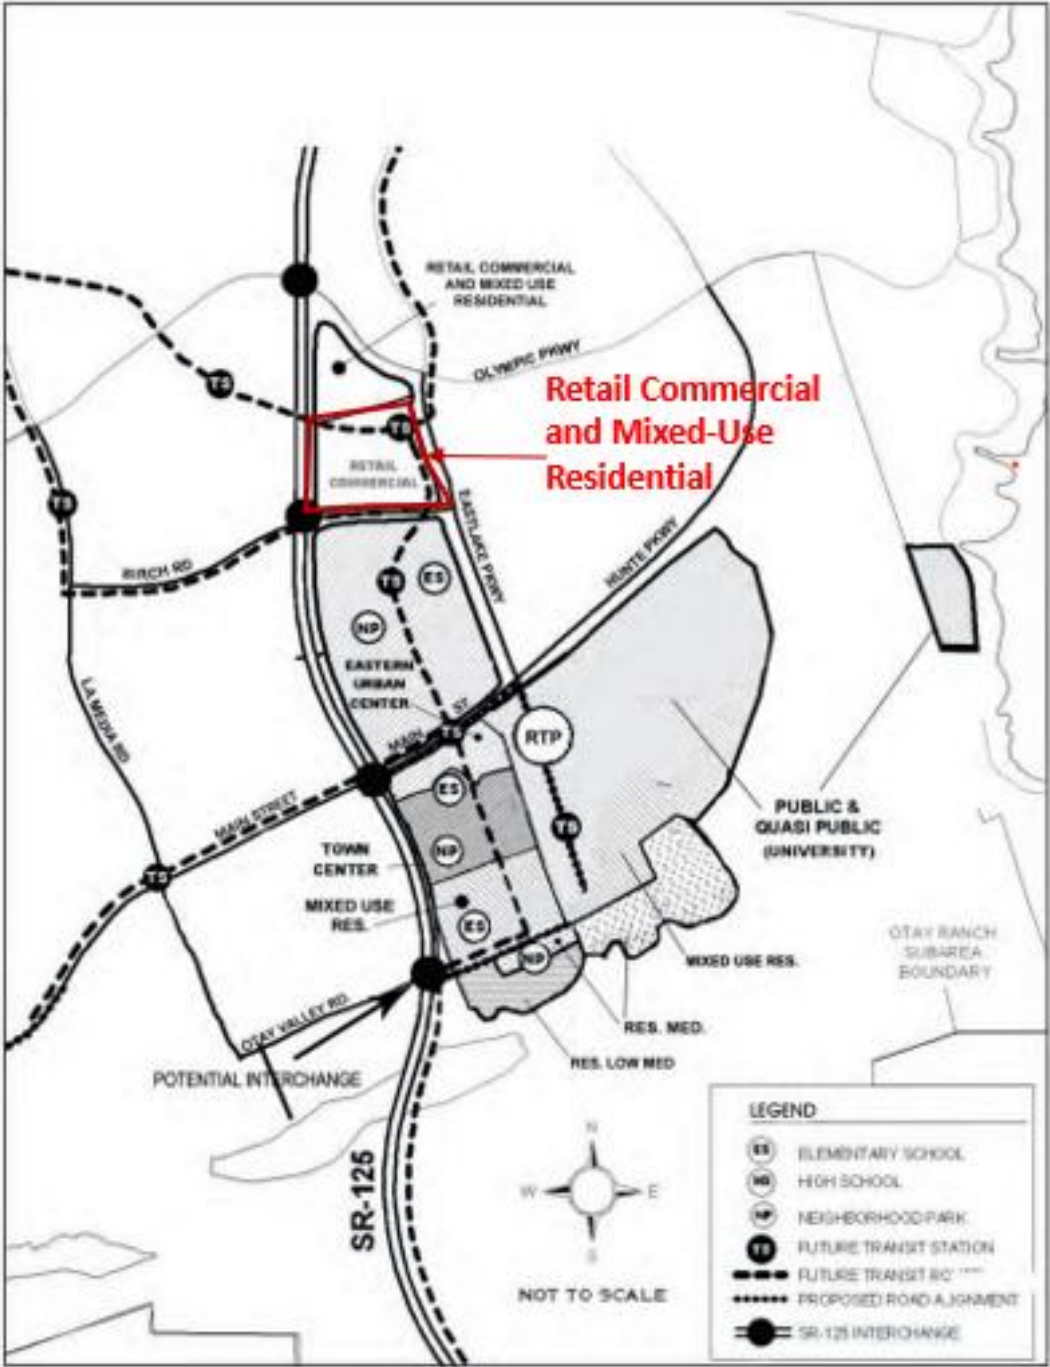 RETAIL COMMERCIAL
AND MIXED USE
RESIDENTIAL
OLYMPIC PKWY
TS
Retail Commercial
and Mixed-Use
Residential
TS
RETAIL
COMMERCIAL
TS
EASTLAKE PKWY
HUNTE PKWY
BIRCH RD
TS
ES
NP
EASTERN
URBAN
CENTER
LA MEDIA RD
MAIN ST
TS
RTP
ES
MAIN STREET
PUBLIC &
QUASI PUBLIC
(UNIVERSITY)
TS
TOWN
CENTER
NP
TS
MIXED USE
RES.
ES
OTAY RANCH
SUBAREA
BOUNDARY
NP
MIXED USE RES.
OTAY VALLEY RD.
RES. MED.
RES. LOW MED
POTENTIAL INTERCHANGE
SR-125
N
W
E
S
NOT TO SCALE
LEGEND
ES ELEMENTARY SCHOOL
HS HIGH SCHOOL
NP NEIGHBORHOOD PARK
TS FUTURE TRANSIT STATION
FUTURE TRANSIT
PROPOSED ROAD ALIGNMENT
SR-125 INTERCHANGE